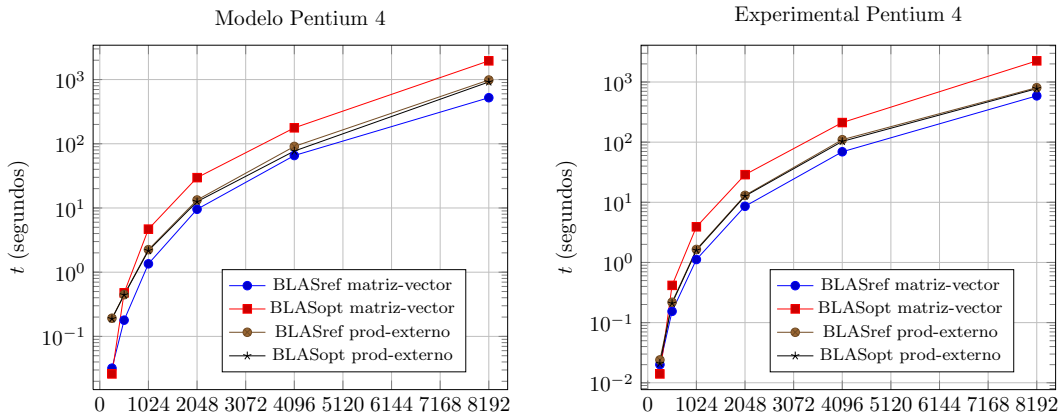 Modelo Pentium 4
10^3
10^2
10^1
10^0
10^−1
t (segundos)
BLASref matriz-vector
BLASopt matriz-vector
BLASref prod-externo
BLASopt prod-externo
0 1024 2048 3072 4096 5120 6144 7168 8192
Experimental Pentium 4
10^3
10^2
10^1
10^0
10^−1
10^−2
t (segundos)
BLASref matriz-vector
BLASopt matriz-vector
BLASref prod-externo
BLASopt prod-externo
0 1024 2048 3072 4096 5120 6144 7168 8192